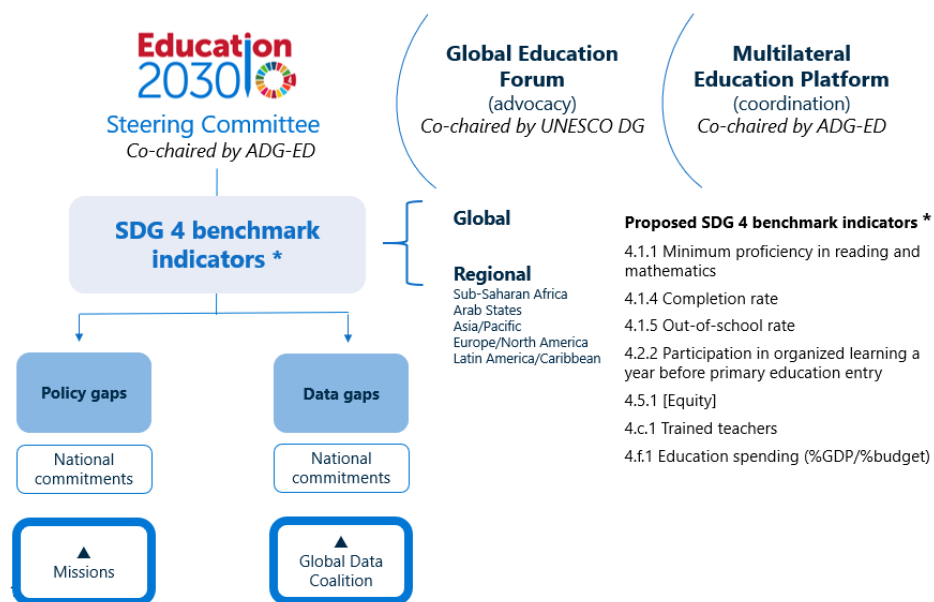 Education
2030
Steering Committee
Co-chaired by ADG-ED
Global Education
Forum
(advocacy)
Co-chaired by UNESCO DG
Multilateral
Education Platform
(coordination)
Co-chaired by ADG-ED
SDG 4 benchmark
indicators *
Global
Regional
Sub-Saharan Africa
Arab States
Asia/Pacific
Europe/North America
Latin America/Caribbean
Proposed SDG 4 benchmark indicators *
4.1.1 Minimum proficiency in reading and
mathematics
4.1.4 Completion rate
4.1.5 Out-of-school rate
4.2.2 Participation in organized learning a
year before primary education entry
4.5.1 [Equity]
4.c.1 Trained teachers
4.f.1 Education spending (%GDP/%budget)
Policy gaps
Data gaps
National
commitments
National
commitments
▲
Missions
▲
Global Data
Coalition